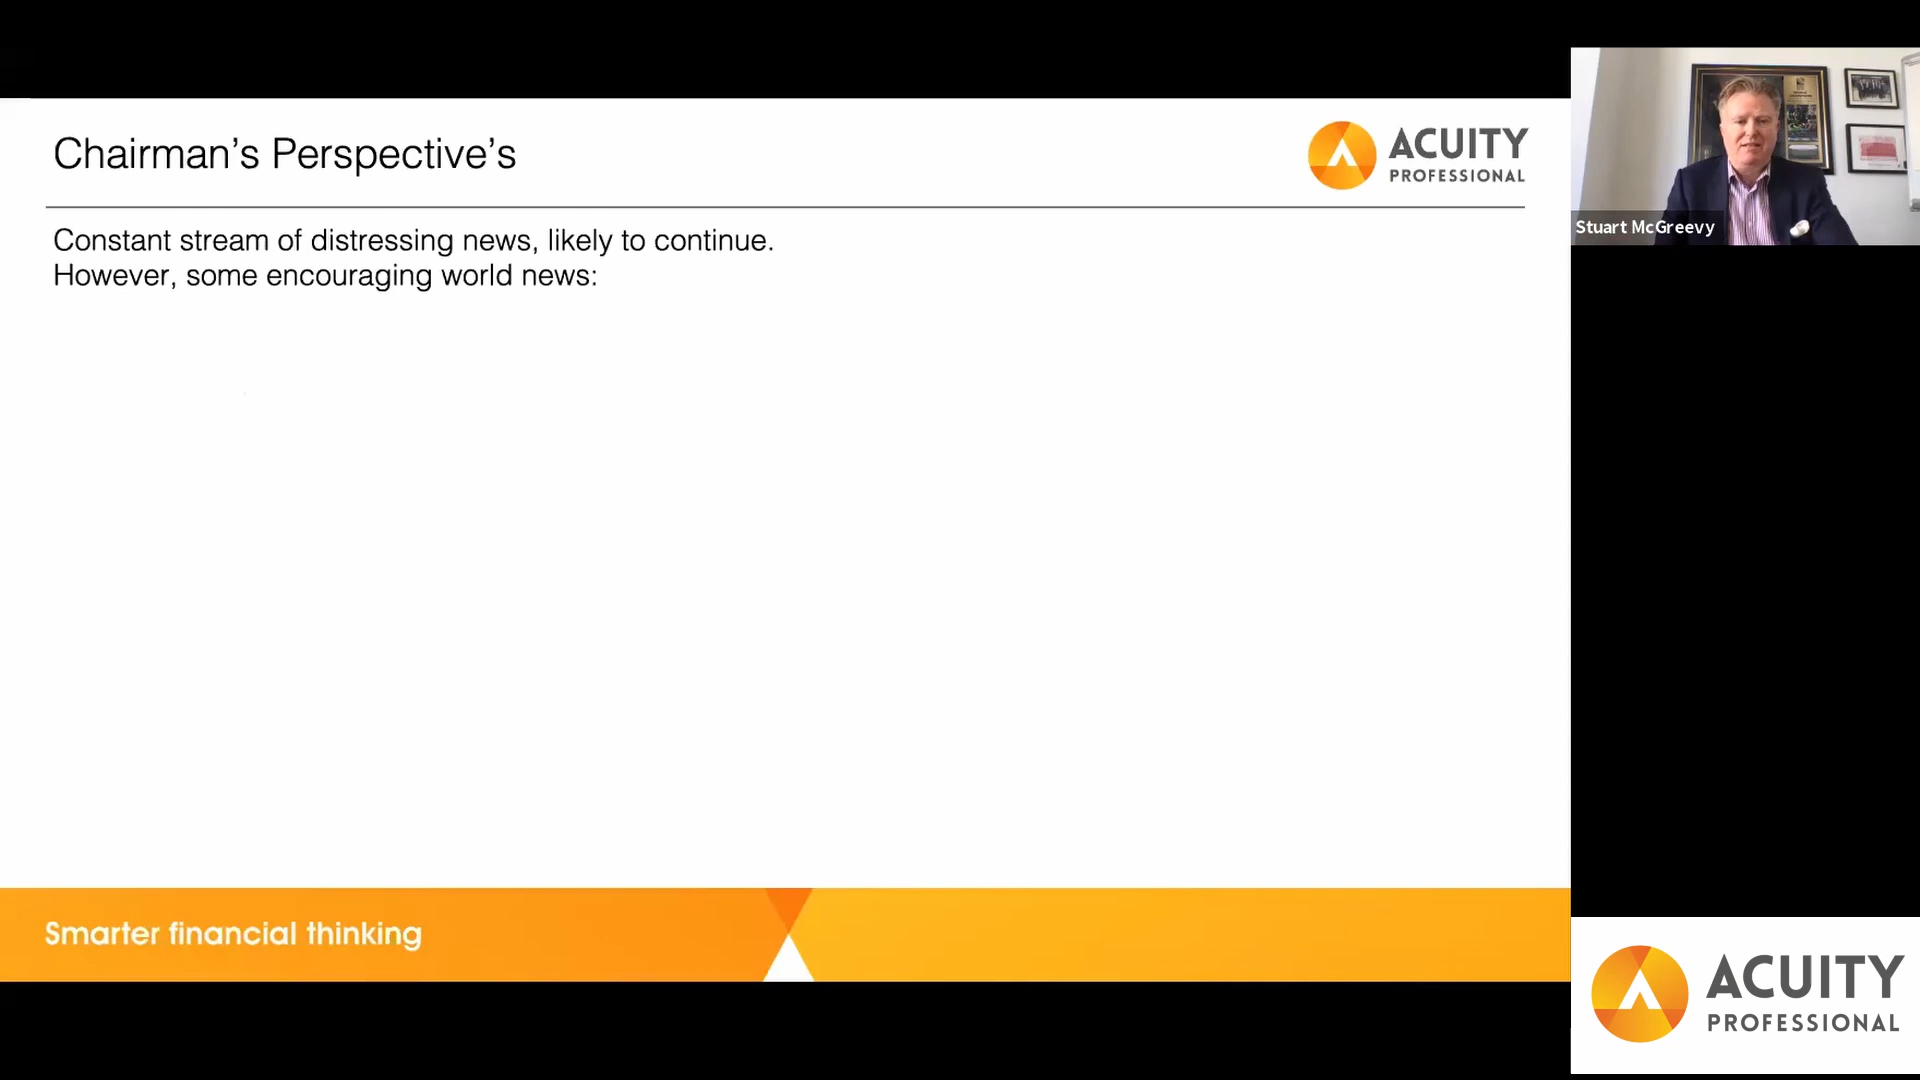 Chairman’s Perspective’s
ACUITY
PROFESSIONAL
Constant stream of distressing news, likely to continue.
However, some encouraging world news:
Stuart McGreevy
Smarter financial thinking
ACUITY
PROFESSIONAL